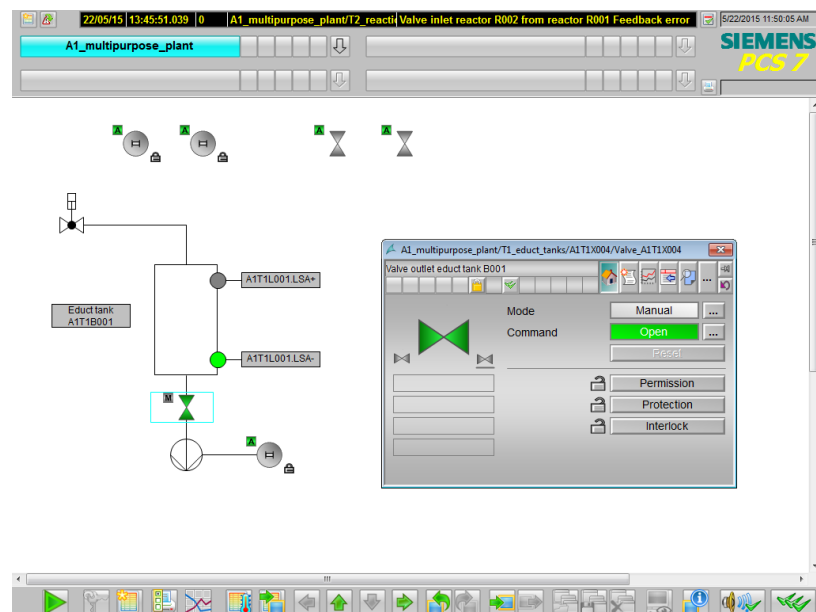 22/05/15 13:45:51.039 0 A1_multipurpose_plant/T2_reacti Valve inlet reactor R002 from reactor R001 Feedback error
5/22/2015 11:50:05 AM
A1_multipurpose_plant
SIEMENS
PCS 7
A A A A
A1_multipurpose_plant/T1_educt_tanks/A1T1X004/Valve_A1T1X004
Valve outlet educt tank B001
...
A1T1L001.LSA+
Mode Manual ...
Educt tank
A1T1B001
Command Open ...
Reset
A1T1L001.LSA-
Permission
M
Protection
Interlock
A